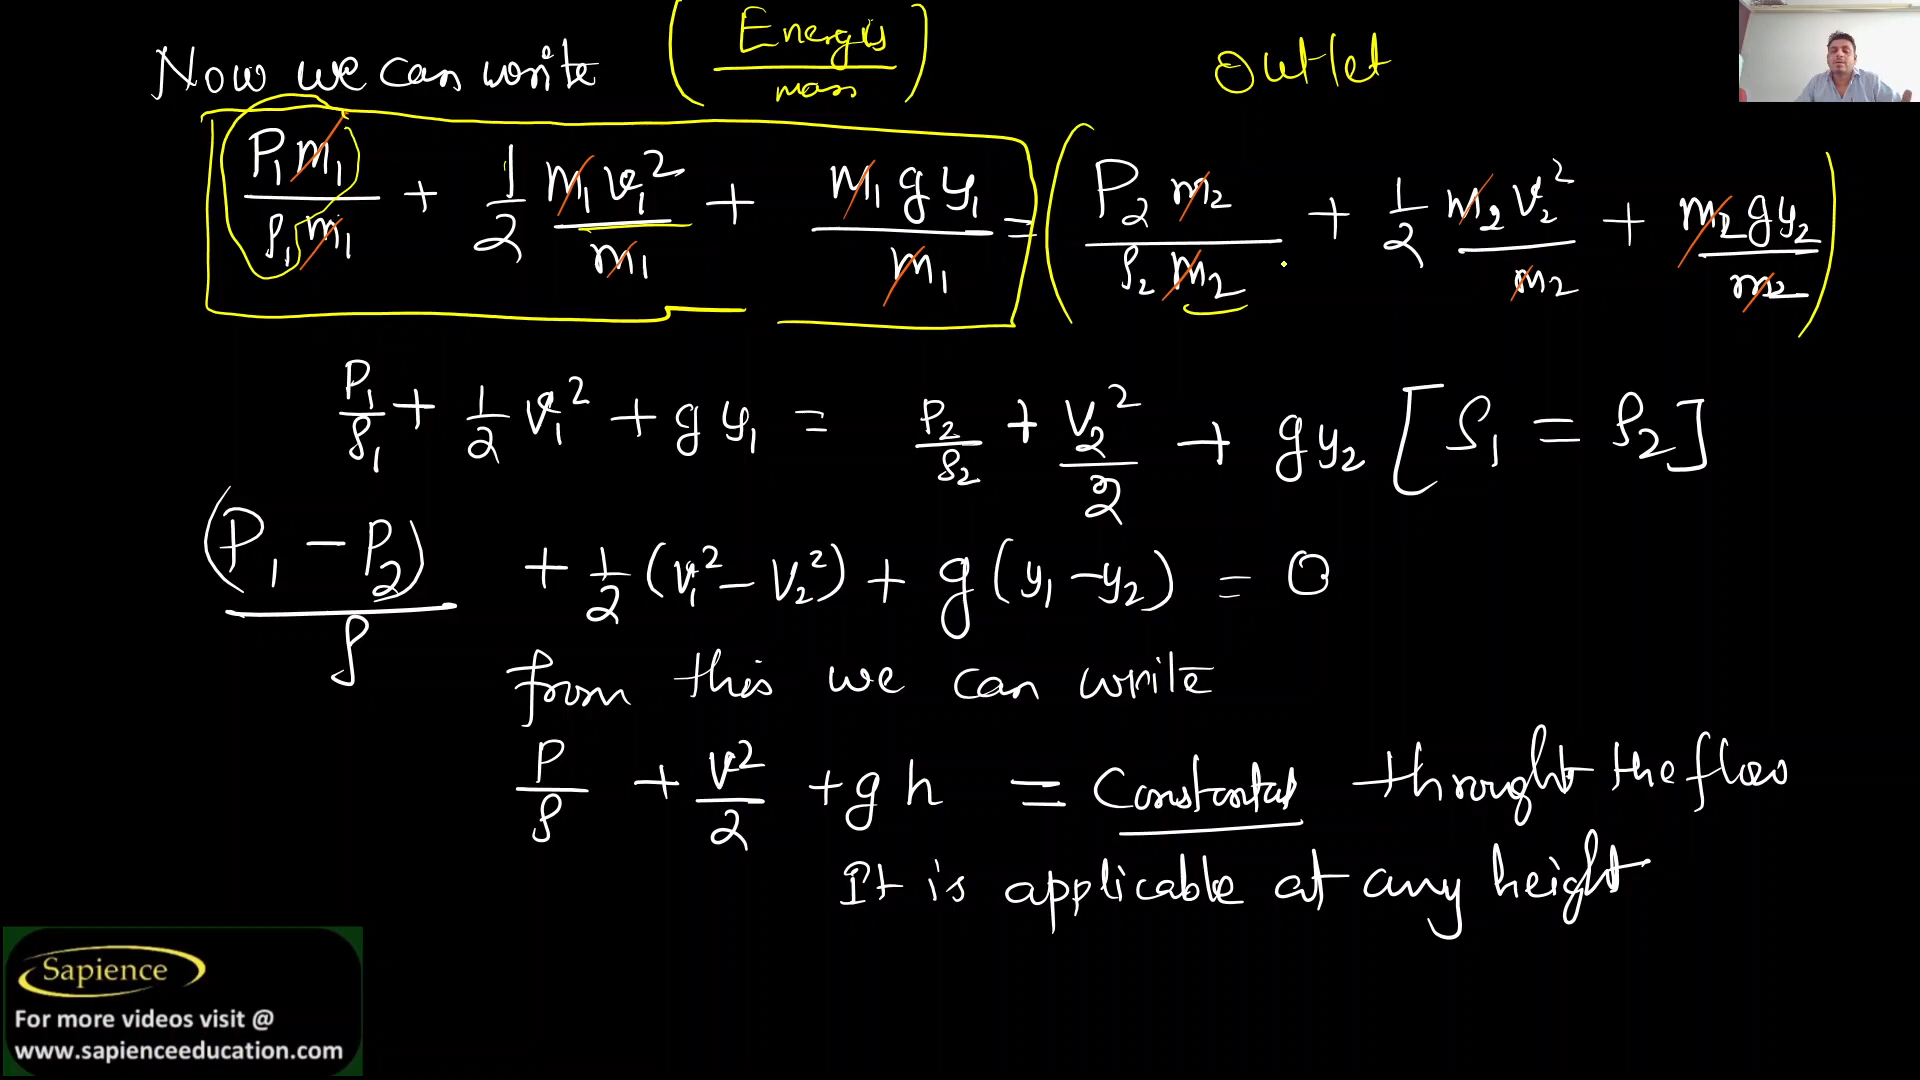 Now we can write (Energy/mass) Outlet
P₁m₁/ρ₁m₁ + 1/2 m₁v₁²/m₁ + m₁gy₁/m₁ = (P₂m₂/ρ₂m₂ + 1/2 m₂v₂²/m₂ + m₂gy₂/m₂)
P₁/ρ₁ + 1/2 v₁² + gy₁ = P₂/ρ₂ + v₂²/2 + gy₂ [ρ₁ = ρ₂]
(P₁ - P₂)/ρ + 1/2 (v₁² - v₂²) + g(y₁ - y₂) = 0
from this we can write
P/ρ + v²/2 + gh = the flow
It is applicable at any height
Sapience
For more videos visit @
www.sapienceeducation.com